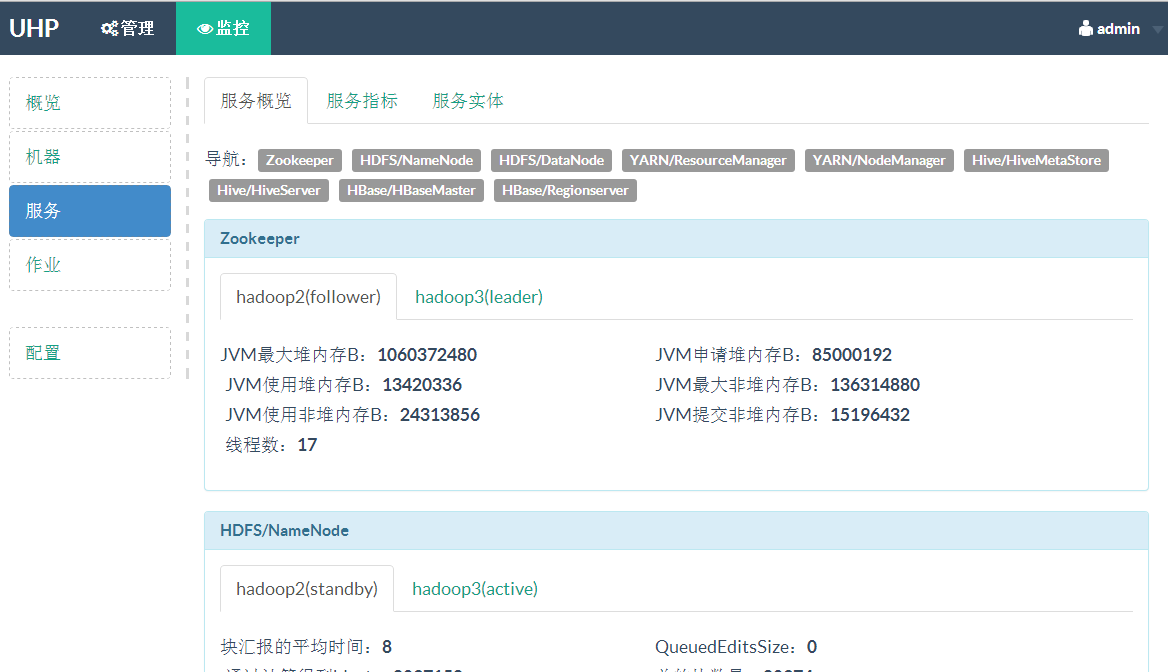 UHP 管理 监控 admin
概览
机器
服务
作业
配置
服务概览 服务指标 服务实体
导航： Zookeeper HDFS/NameNode HDFS/DataNode YARN/ResourceManager YARN/NodeManager Hive/HiveMetaStore
Hive/HiveServer HBase/HBaseMaster HBase/Regionserver
Zookeeper
hadoop2(follower) hadoop3(leader)
JVM最大堆内存B：1060372480 JVM申请堆内存B：85000192
JVM使用堆内存B：13420336 JVM最大非堆内存B：136314880
JVM使用非堆内存B：24313856 JVM提交非堆内存B：15196432
线程数：17
HDFS/NameNode
hadoop2(standby) hadoop3(active)
块汇报的平均时间：8 QueuedEditsSize：0